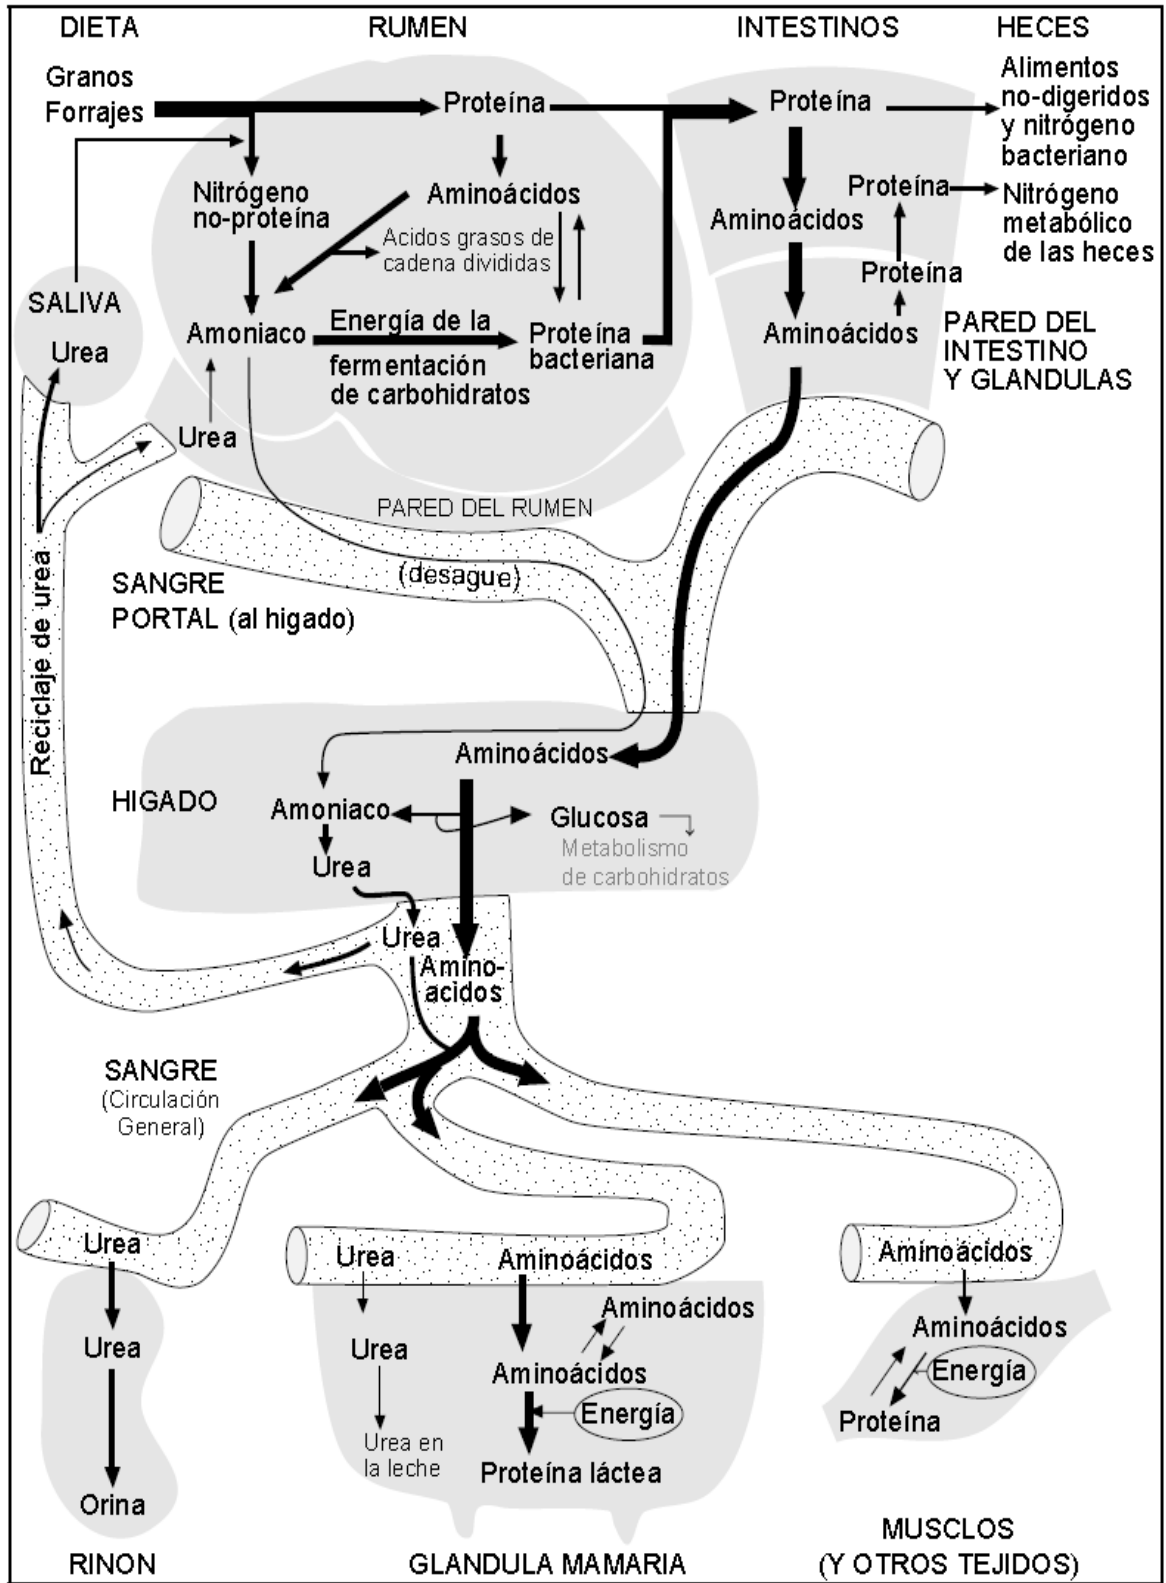 DIETA
RUMEN
INTESTINOS
HECES
Granos
Forrajes
Proteína
Proteína
Alimentos
no-digeridos
y nitrógeno
bacteriano
Nitrógeno
no-proteína
Aminoácidos
Aminoácidos
Proteína
Nitrógeno
metabólico
de las heces
Acidos grasos de
cadena divididas
Proteína
SALIVA
Urea
Amoniaco
Energía de la
fermentación
de carbohidratos
Proteína
bacteriana
Aminoácidos
PARED DEL
INTESTINO
Y GLANDULAS
Urea
PARED DEL RUMEN
(desague)
SANGRE
PORTAL (al higado)
Reciclaje de urea
Aminoácidos
HIGADO
Amoniaco
Glucosa
Metabolismo
de carbohidratos
Urea
Urea
Amino-
acidos
SANGRE
(Circulación
General)
Urea
Urea
Aminoácidos
Aminoácidos
Urea
Urea
Aminoácidos
Aminoácidos
Energía
Aminoácidos
Energía
Proteína
Urea en
la leche
Proteína láctea
Orina
RINON
GLANDULA MAMARIA
MUSCLOS
(Y OTROS TEJIDOS)